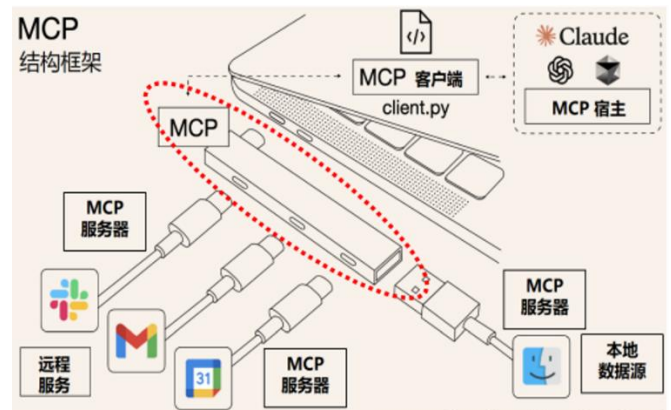 MCP
结构框架
Claude
MCP 客户端
client.py
MCP 宿主
MCP
MCP
服务器
MCP
服务器
远程
服务
31
MCP
服务器
本地
数据源